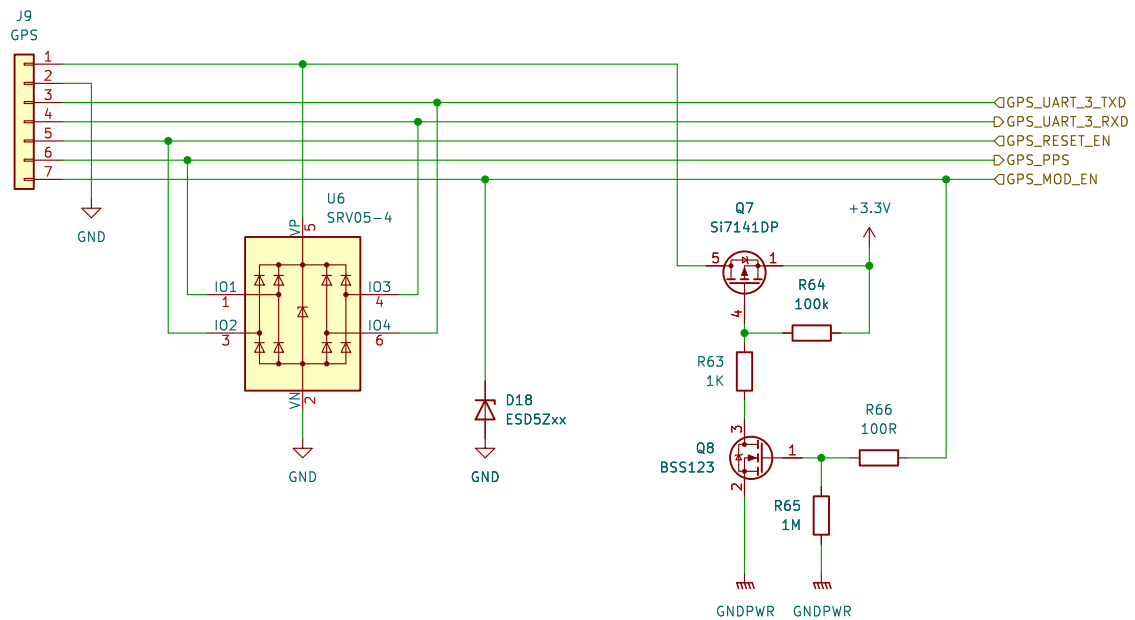 J9
GPS
1
2
3
4
5
6
7
GPS_UART_3_TXD
GPS_UART_3_RXD
GPS_RESET_EN
GPS_PPS
GPS_MOD_EN
GND
U6
SRV05-4
VP
5
IO1
1
IO2
3
IO3
4
IO4
6
VN
2
GND
D18
ESD5Zxx
GND
Q7
Si7141DP
5
1
4
+3.3V
R64
100k
R63
1K
Q8
BSS123
3
1
2
R66
100R
R65
1M
GNDPWR
GNDPWR